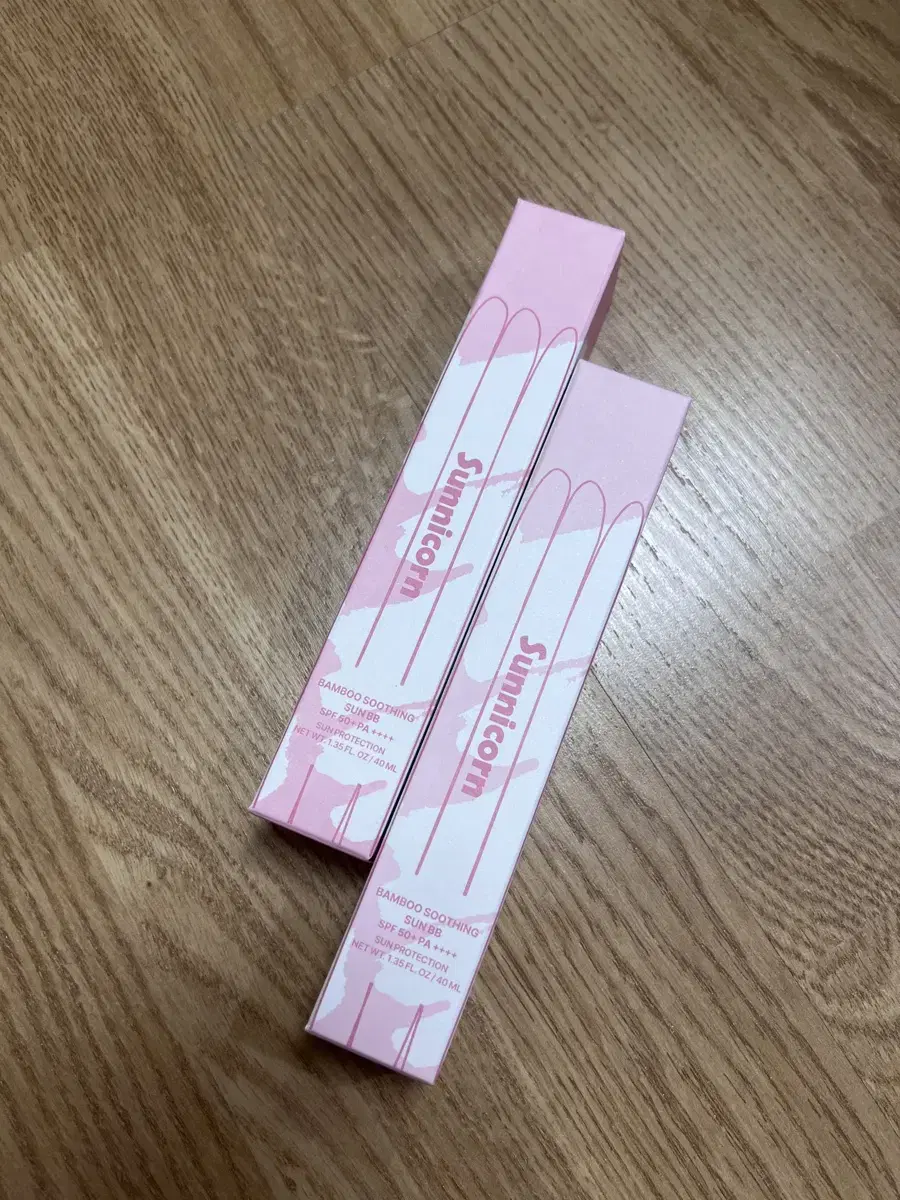 Sunnicorn
BAMBOO SOOTHING
SUN BB
SPF 50+ PA ++++
SUN PROTECTION
NET WT. 1.35 FL. OZ / 40 ML
Sunnicorn
BAMBOO SOOTHING
SUN BB
SPF 50+ PA ++++
SUN PROTECTION
NET WT. 1.35 FL. OZ / 40 ML